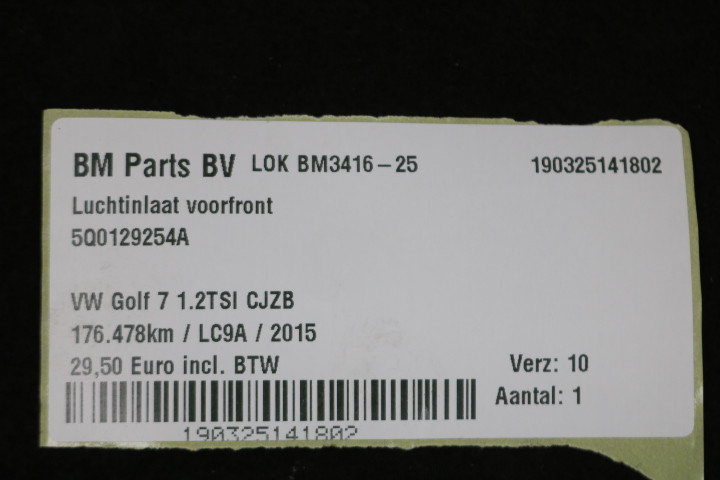 BM Parts BV LOK BM3416-25 190325141802
Luchtinlaat voorfront
5Q0129254A
VW Golf 7 1.2TSI CJZB
176.478km / LC9A / 2015
29,50 Euro incl. BTW Verz: 10
Aantal: 1
190325141802